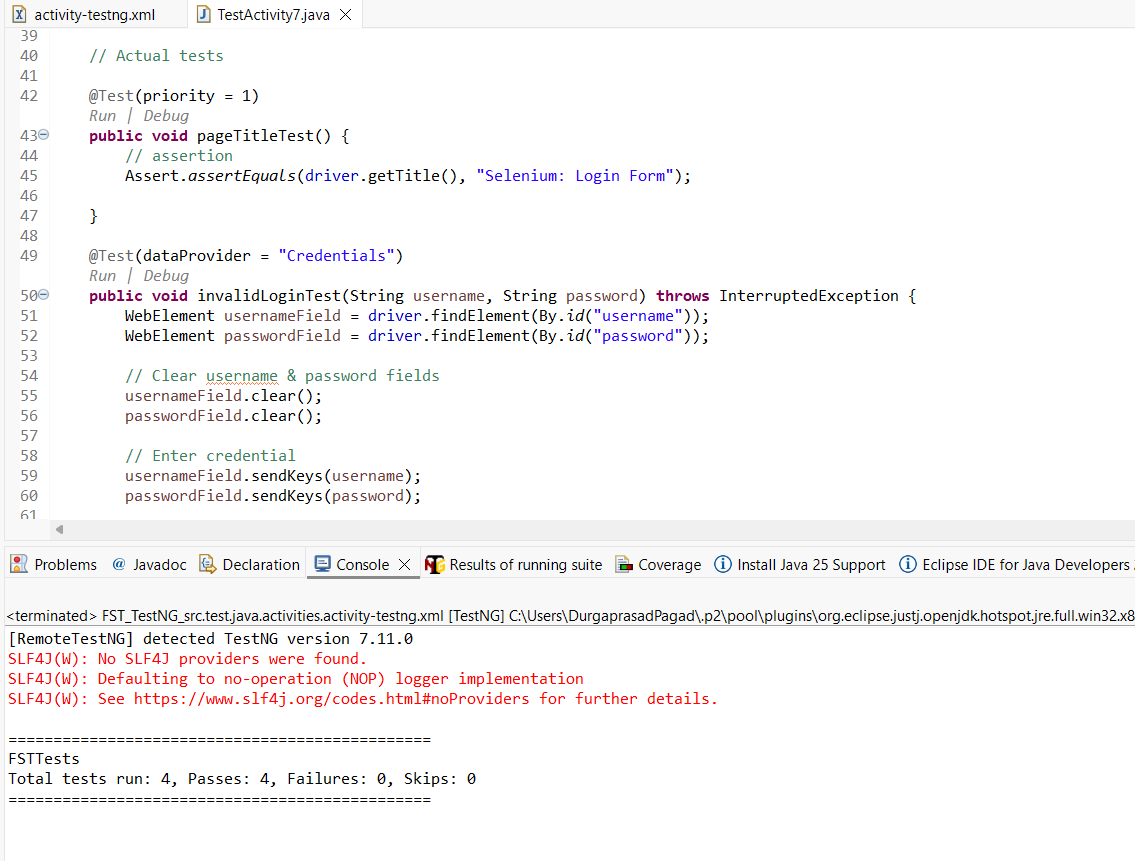 activity-testng.xml TestActivity7.java
39
40 // Actual tests
41
42 @Test(priority = 1)
Run | Debug
43 public void pageTitleTest() {
44 // assertion
45 Assert.assertEquals(driver.getTitle(), "Selenium: Login Form");
46
47 }
48
49 @Test(dataProvider = "Credentials")
Run | Debug
50 public void invalidLoginTest(String username, String password) throws InterruptedException {
51 WebElement usernameField = driver.findElement(By.id("username"));
52 WebElement passwordField = driver.findElement(By.id("password"));
53
54 // Clear username & password fields
55 usernameField.clear();
56 passwordField.clear();
57
58 // Enter credential
59 usernameField.sendKeys(username);
60 passwordField.sendKeys(password);
61
Problems @ Javadoc Declaration Console Results of running suite Coverage Install Java 25 Support Eclipse IDE for Java Developers
<terminated> FST_TestNG_src.test.java.activities.activity-testng.xml [TestNG] C:\Users\DurgaprasadPagad\.p2\pool\plugins\org.eclipse.justj.openjdk.hotspot.jre.full.win32.x8
[RemoteTestNG] detected TestNG version 7.11.0
SLF4J(W): No SLF4J providers were found.
SLF4J(W): Defaulting to no-operation (NOP) logger implementation
SLF4J(W): See https://www.slf4j.org/codes.html#noProviders for further details.
===============================================
FSTTests
Total tests run: 4, Passes: 4, Failures: 0, Skips: 0
===============================================